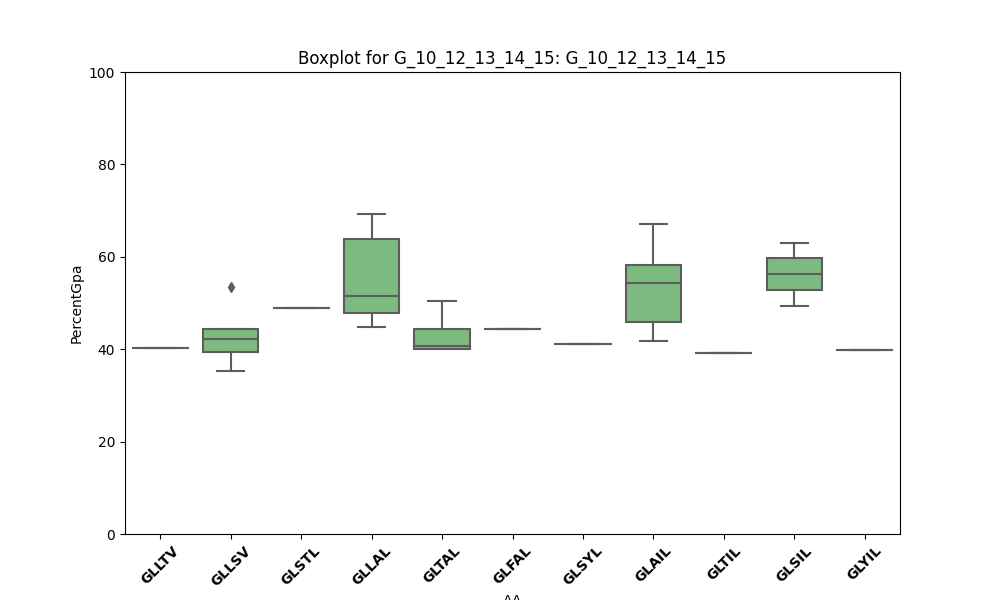 Boxplot for G_10_12_13_14_15: G_10_12_13_14_15
100
80
60
40
20
0
PercentGpa
GLLTV
GLLSV
GLSTL
GLLAL
GLTAL
GLFAL
GLSYL
GLAIL
GLTIL
GLSIL
GLYIL